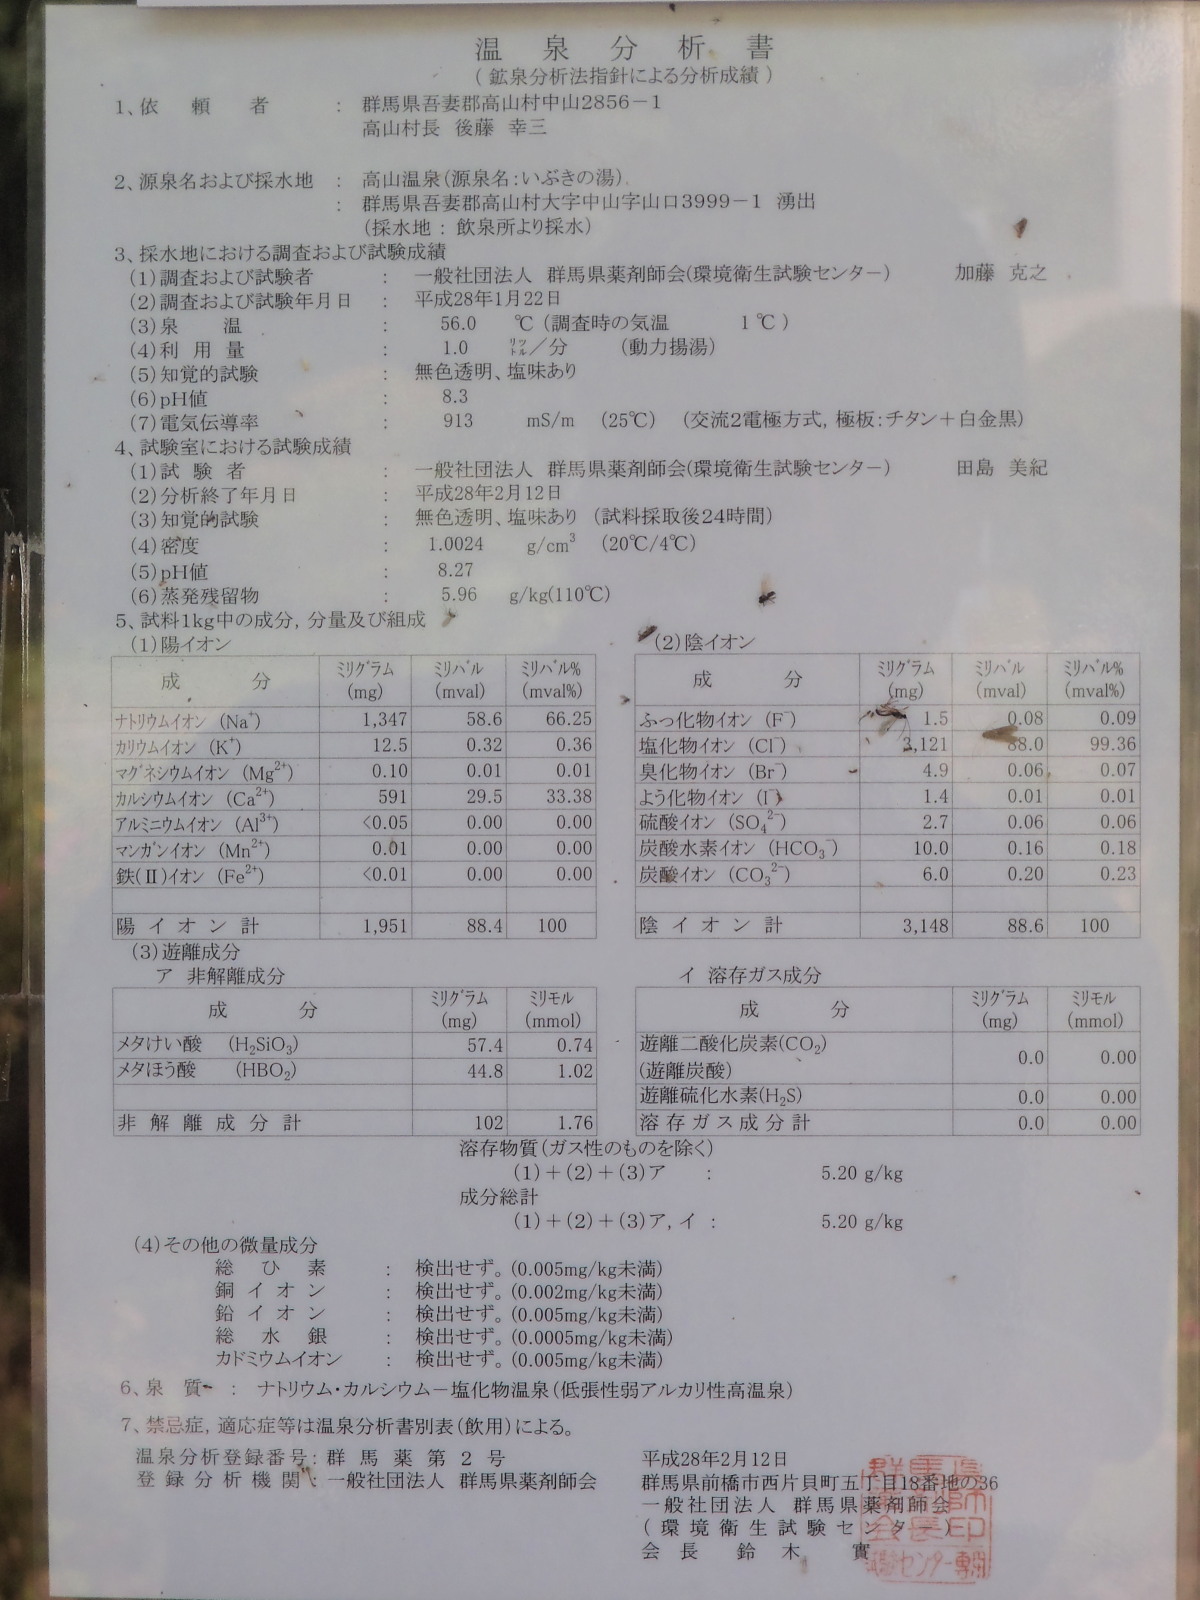 温泉分析書
(鉱泉分析法指針による分析成績)
1、依頼者 : 群馬県吾妻郡高山村中山2856-1
高山村長 後藤 幸三
2、源泉名および採水地 : 高山温泉(源泉名:いぶきの湯)
: 群馬県吾妻郡高山村大字中山字山口3999-1 湧出
(採水地 : 飲泉所より採水)
3、採水地における調査および試験成績
(1)調査および試験者 : 一般社団法人 群馬県薬剤師会(環境衛生試験センター) 加藤 克之
(2)調査および試験年月日 : 平成28年1月22日
(3)泉温 : 56.0 ℃ (調査時の気温 1℃)
(4)利用量 : 1.0 リットル/分 (動力揚湯)
(5)知覚的試験 : 無色透明、塩味あり
(6)pH値 : 8.3
(7)電気伝導率 : 913 mS/m (25℃) (交流2電極方式, 極板:チタン+白金黒)
4、試験室における試験成績
(1)試験者 : 一般社団法人 群馬県薬剤師会(環境衛生試験センター) 田島 美紀
(2)分析終了年月日 : 平成28年2月12日
(3)知覚的試験 : 無色透明、塩味あり (試料採取後24時間)
(4)密度 : 1.0024 g/cm3 (20℃/4℃)
(5)pH値 : 8.27
(6)蒸発残留物 : 5.96 g/kg(110℃)
5、試料1kg中の成分, 分量及び組成
(1)陽イオン
成分 ミリグラム(mg) ミリバル(mval) ミリバル%(mval%)
ナトリウムイオン (Na+) 1,347 58.6 66.25
カリウムイオン (K+) 12.5 0.32 0.36
マグネシウムイオン (Mg2+) 0.10 0.01 0.01
カルシウムイオン (Ca2+) 591 29.5 33.38
アルミニウムイオン (Al3+) <0.05 0.00 0.00
マンガンイオン (Mn2+) 0.01 0.00 0.00
鉄(Ⅱ)イオン (Fe2+) <0.01 0.00 0.00
陽イオン計 1,951 88.4 100
(2)陰イオン
成分 ミリグラム(mg) ミリバル(mval) ミリバル%(mval%)
ふっ化物イオン (F-) 1.5 0.08 0.09
塩化物イオン (Cl-) 3,121 88.0 99.36
臭化物イオン (Br-) 4.9 0.06 0.07
よう化物イオン (I-) 1.4 0.01 0.01
硫酸イオン (SO42-) 2.7 0.06 0.06
炭酸水素イオン (HCO3-) 10.0 0.16 0.18
炭酸イオン (CO32-) 6.0 0.20 0.23
陰イオン計 3,148 88.6 100
(3)遊離成分
ア 非解離成分
成分 ミリグラム(mg) ミリモル(mmol)
メタけい酸 (H2SiO3) 57.4 0.74
メタほう酸 (HBO2) 44.8 1.02
非解離成分計 102 1.76
イ 溶存ガス成分
成分 ミリグラム(mg) ミリモル(mmol)
遊離二酸化炭素(CO2) 0.0 0.00
(遊離炭酸)
遊離硫化水素(H2S) 0.0 0.00
溶存ガス成分計 0.0 0.00
溶存物質(ガス性のものを除く)
(1)+(2)+(3)ア : 5.20 g/kg
成分総計
(1)+(2)+(3)ア,イ : 5.20 g/kg
(4)その他の微量成分
総ひ素 : 検出せず。(0.005mg/kg未満)
銅イオン : 検出せず。(0.002mg/kg未満)
鉛イオン : 検出せず。(0.005mg/kg未満)
総水銀 : 検出せず。(0.0005mg/kg未満)
カドミウムイオン : 検出せず。(0.005mg/kg未満)
6、泉質 : ナトリウム・カルシウム-塩化物温泉(低張性弱アルカリ性高温泉)
7、禁忌症, 適応症等は温泉分析書別表(飲用)による。
温泉分析登録番号:群馬薬第2号
登録分析機関:一般社団法人 群馬県薬剤師会
平成28年2月12日
群馬県前橋市西片貝町五丁目18番地の36
一般社団法人 群馬県薬剤師会
(環境衛生試験センター)
会長 鈴木 實